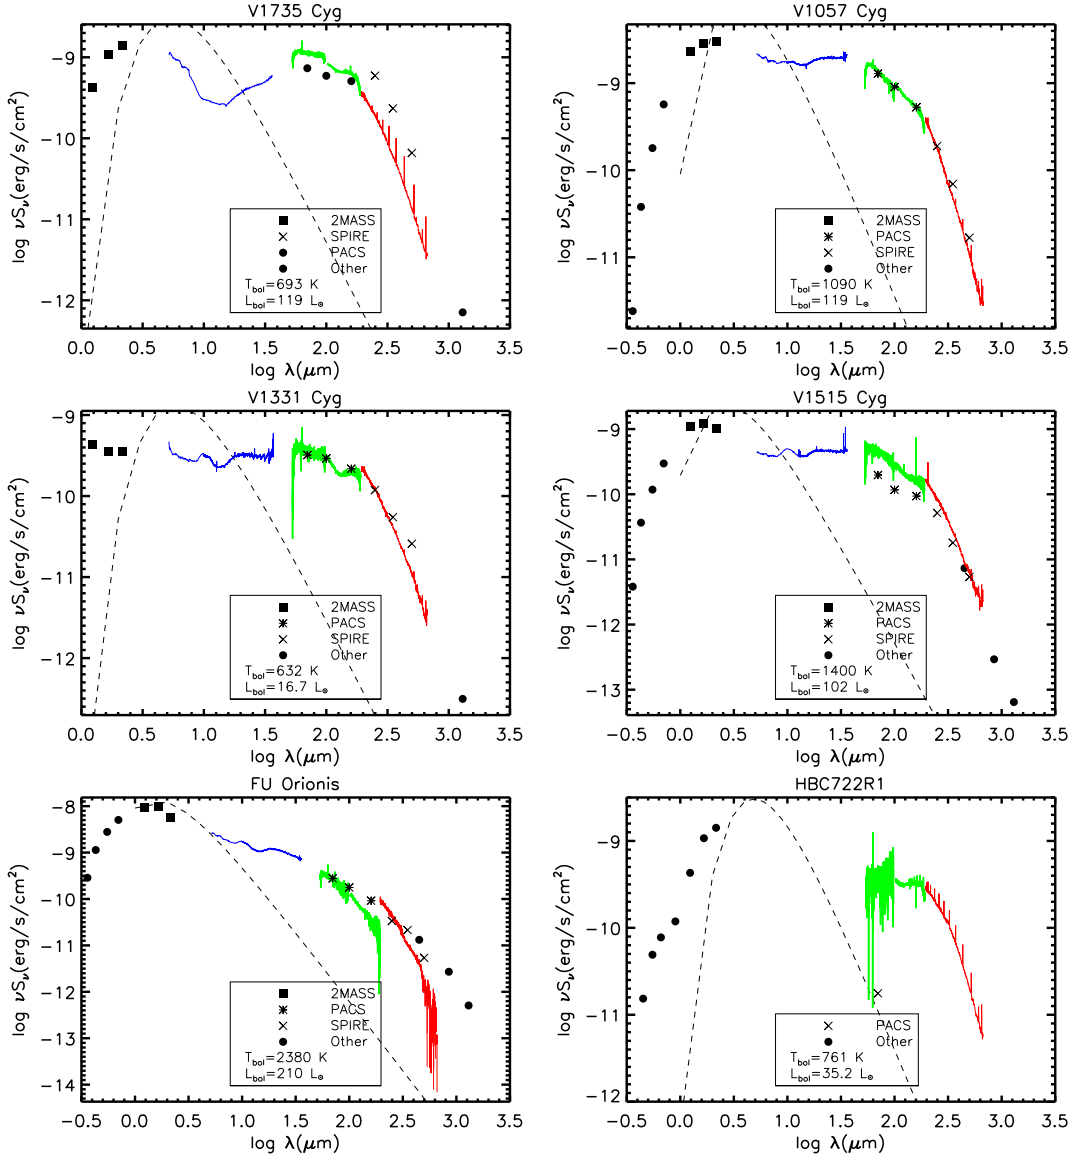 V1735 Cyg
log νSν(erg/s/cm²)
-9
-10
-11
-12
2MASS
SPIRE
PACS
Other
Tbol=693 K
Lbol=119 L⊙
0.0 0.5 1.0 1.5 2.0 2.5 3.0 3.5
log λ(μm)
V1057 Cyg
log νSν(erg/s/cm²)
-9
-10
-11
2MASS
PACS
SPIRE
Other
Tbol=1090 K
Lbol=119 L⊙
-0.5 0.0 0.5 1.0 1.5 2.0 2.5 3.0 3.5
log λ(μm)
V1331 Cyg
log νSν(erg/s/cm²)
-9
-10
-11
-12
2MASS
PACS
SPIRE
Other
Tbol=632 K
Lbol=16.7 L⊙
0.0 0.5 1.0 1.5 2.0 2.5 3.0 3.5
log λ(μm)
V1515 Cyg
log νSν(erg/s/cm²)
-9
-10
-11
-12
-13
2MASS
PACS
SPIRE
Other
Tbol=1400 K
Lbol=102 L⊙
-0.5 0.0 0.5 1.0 1.5 2.0 2.5 3.0 3.5
log λ(μm)
FU Orionis
log νSν(erg/s/cm²)
-8
-9
-10
-11
-12
-13
-14
2MASS
PACS
SPIRE
Other
Tbol=2380 K
Lbol=210 L⊙
-0.5 0.0 0.5 1.0 1.5 2.0 2.5 3.0 3.5
log λ(μm)
HBC722R1
log νSν(erg/s/cm²)
-9
-10
-11
-12
PACS
Other
Tbol=761 K
Lbol=35.2 L⊙
-0.5 0.0 0.5 1.0 1.5 2.0 2.5 3.0 3.5
log λ(μm)